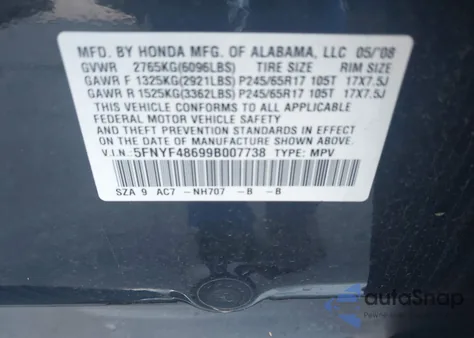 MFD. BY HONDA MFG. OF ALABAMA, LLC 05/'08
GVWR 2765KG(6096LBS) TIRE SIZE RIM SIZE
GAWR F 1325KG(2921LBS) P245/65R17 105T 17X7.5J
GAWR R 1525KG(3362LBS) P245/65R17 105T 17X7.5J
THIS VEHICLE CONFORMS TO ALL APPLICABLE
FEDERAL MOTOR VEHICLE SAFETY
AND THEFT PREVENTION STANDARDS IN EFFECT
ON THE DATE OF MANUFACTURE SHOWN ABOVE.
V.I.N: 5FNYF48699B007738 TYPE: MPV
SZA 9 AC7 -NH707 -B -B
autoSnap